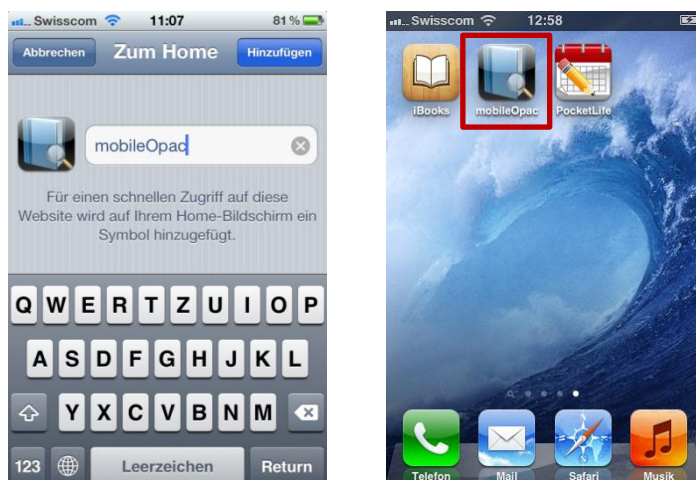 Swisscom 11:07 81 %
Abbrechen Zum Home Hinzufügen
mobileOpac
Für einen schnellen Zugriff auf diese
Website wird auf Ihrem Home-Bildschirm ein
Symbol hinzugefügt.
Q W E R T Z U I O P
A S D F G H J K L
Y X C V B N M
123 Leerzeichen Return
Swisscom 12:58
iBooks mobileOpac PocketLife
Telefon Mail Safari Musik